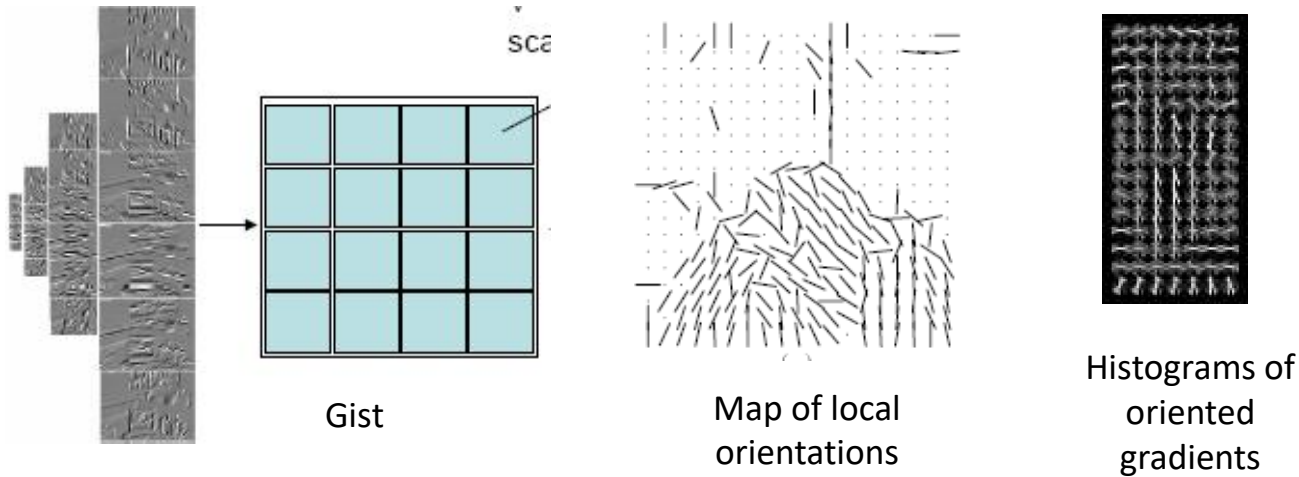 sca
Gist
Map of local
orientations
Histograms of
oriented
gradients